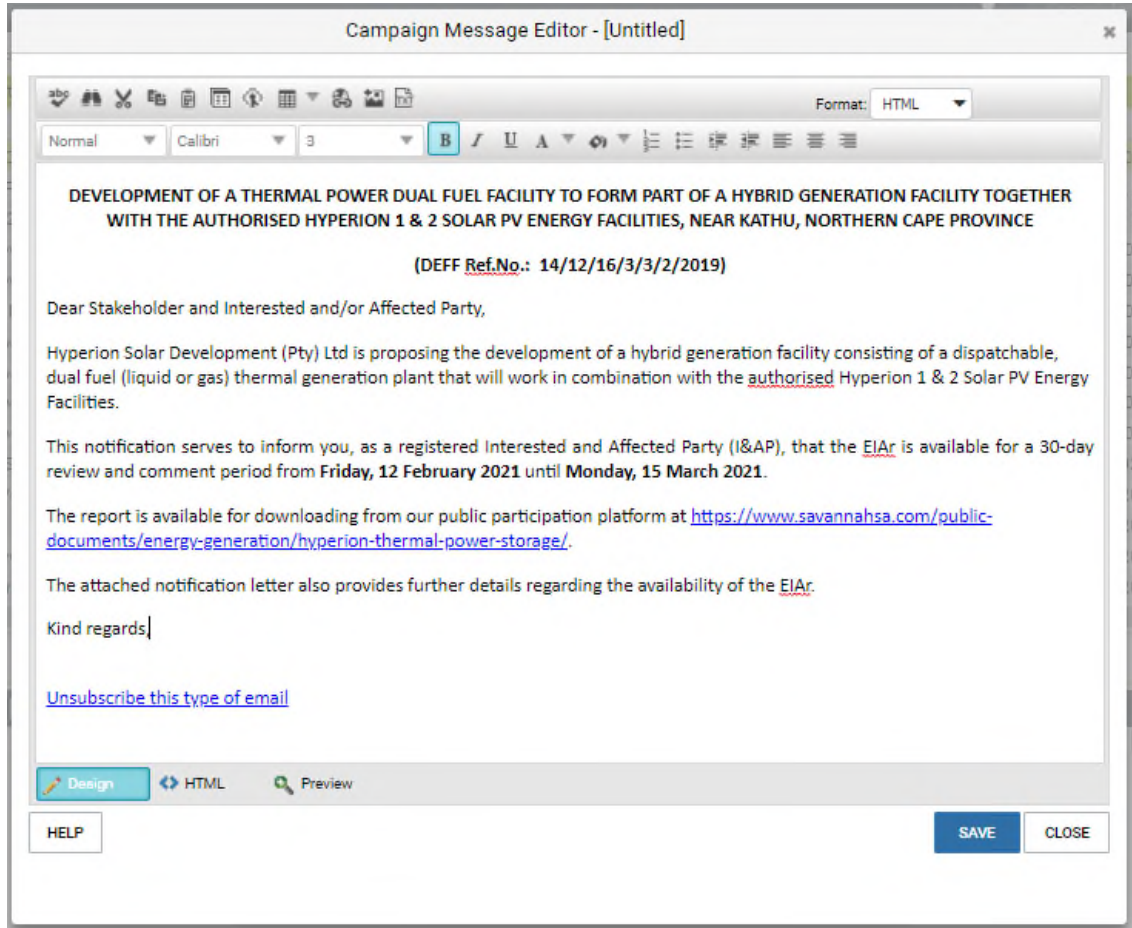 Campaign Message Editor - [Untitled]
abc
Format: HTML
Normal Calibri 3 B I U A
DEVELOPMENT OF A THERMAL POWER DUAL FUEL FACILITY TO FORM PART OF A HYBRID GENERATION FACILITY TOGETHER
WITH THE AUTHORISED HYPERION 1 & 2 SOLAR PV ENERGY FACILITIES, NEAR KATHU, NORTHERN CAPE PROVINCE
(DEFF Ref.No.: 14/12/16/3/3/2/2019)
Dear Stakeholder and Interested and/or Affected Party,
Hyperion Solar Development (Pty) Ltd is proposing the development of a hybrid generation facility consisting of a dispatchable,
dual fuel (liquid or gas) thermal generation plant that will work in combination with the authorised Hyperion 1 & 2 Solar PV Energy
Facilities.
This notification serves to inform you, as a registered Interested and Affected Party (I&AP), that the EIAr is available for a 30-day
review and comment period from Friday, 12 February 2021 until Monday, 15 March 2021.
The report is available for downloading from our public participation platform at https://www.savannahsa.com/public-
documents/energy-generation/hyperion-thermal-power-storage/.
The attached notification letter also provides further details regarding the availability of the EIAr.
Kind regards,
Unsubscribe this type of email
Design HTML Preview
HELP SAVE CLOSE